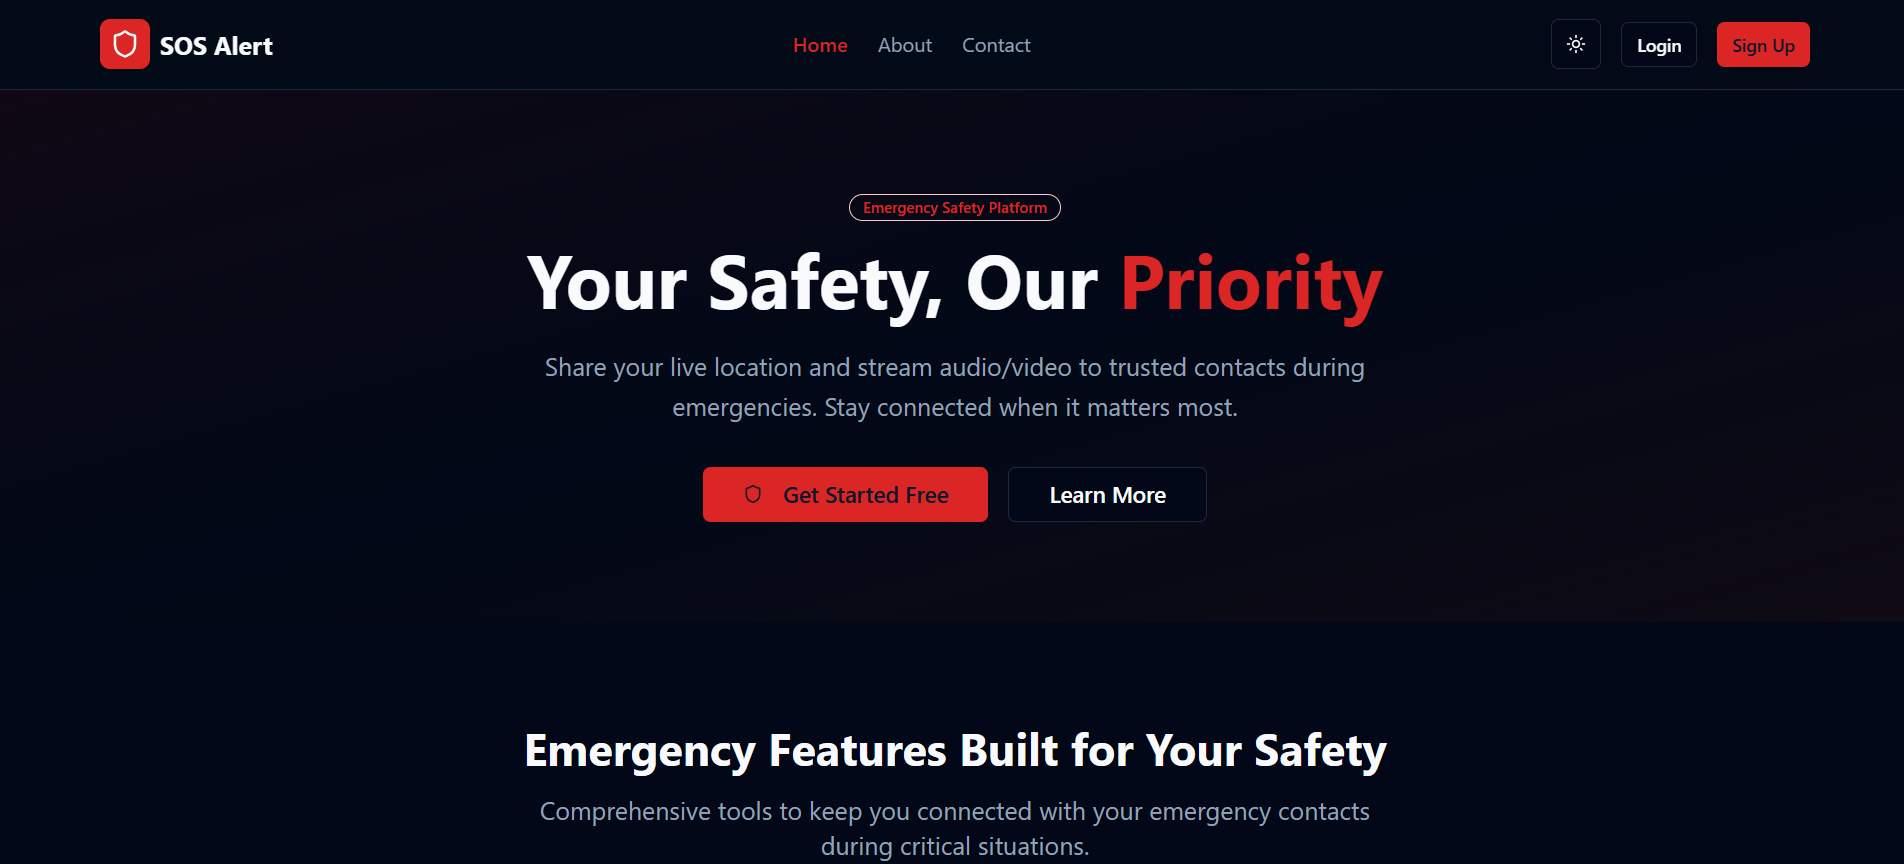 SOS Alert
Home
About
Contact
Login
Sign Up
Emergency Safety Platform
Your Safety, Our Priority
Share your live location and stream audio/video to trusted contacts during
emergencies. Stay connected when it matters most.
Get Started Free
Learn More
Emergency Features Built for Your Safety
Comprehensive tools to keep you connected with your emergency contacts
during critical situations.